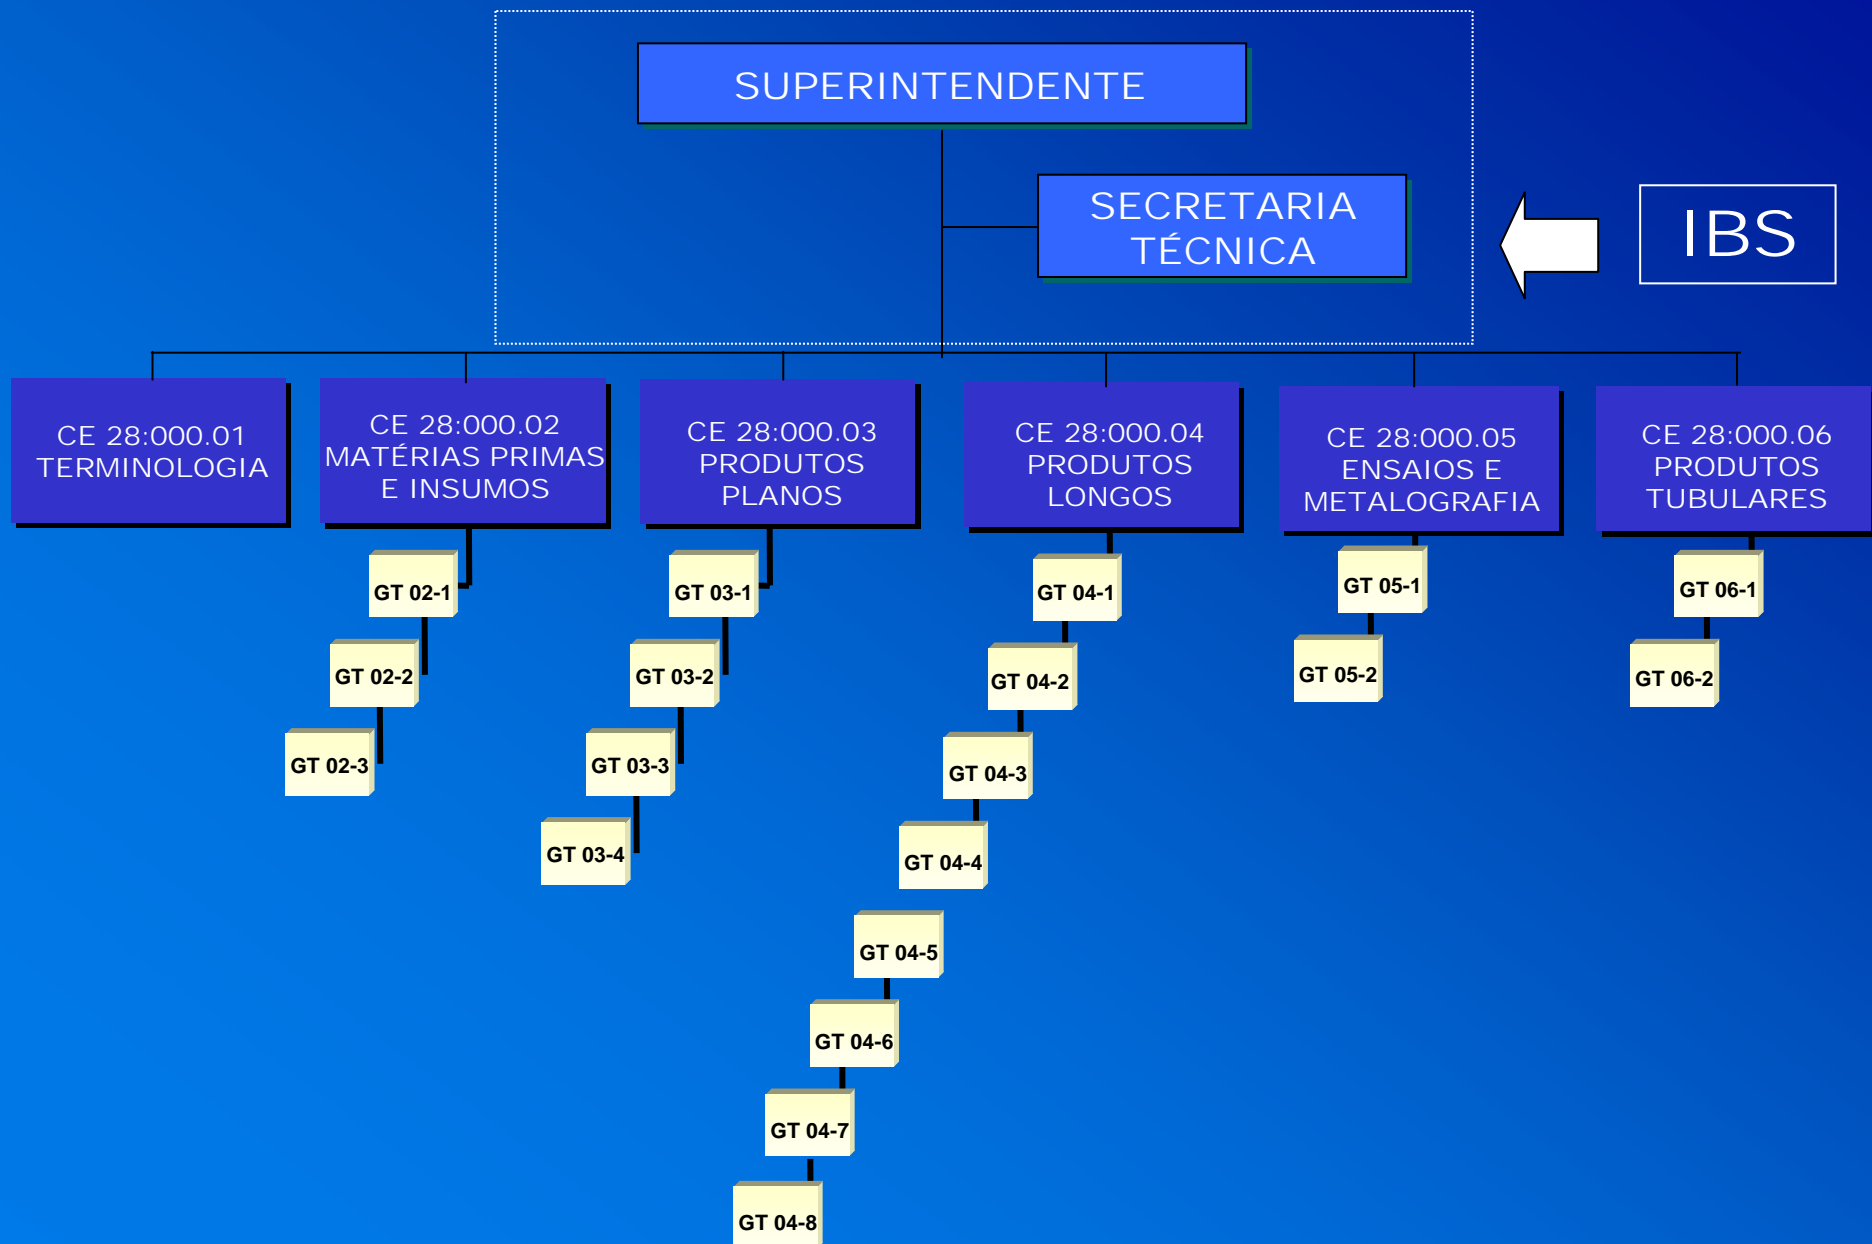 SUPERINTENDENTE
SECRETARIA
TÉCNICA
IBS
CE 28:000.01
TERMINOLOGIA
CE 28:000.02
MATÉRIAS PRIMAS
E INSUMOS
CE 28:000.03
PRODUTOS
PLANOS
CE 28:000.04
PRODUTOS
LONGOS
CE 28:000.05
ENSAIOS E
METALOGRAFIA
CE 28:000.06
PRODUTOS
TUBULARES
GT 02-1
GT 02-2
GT 02-3
GT 03-1
GT 03-2
GT 03-3
GT 03-4
GT 04-1
GT 04-2
GT 04-3
GT 04-4
GT 04-5
GT 04-6
GT 04-7
GT 04-8
GT 05-1
GT 05-2
GT 06-1
GT 06-2